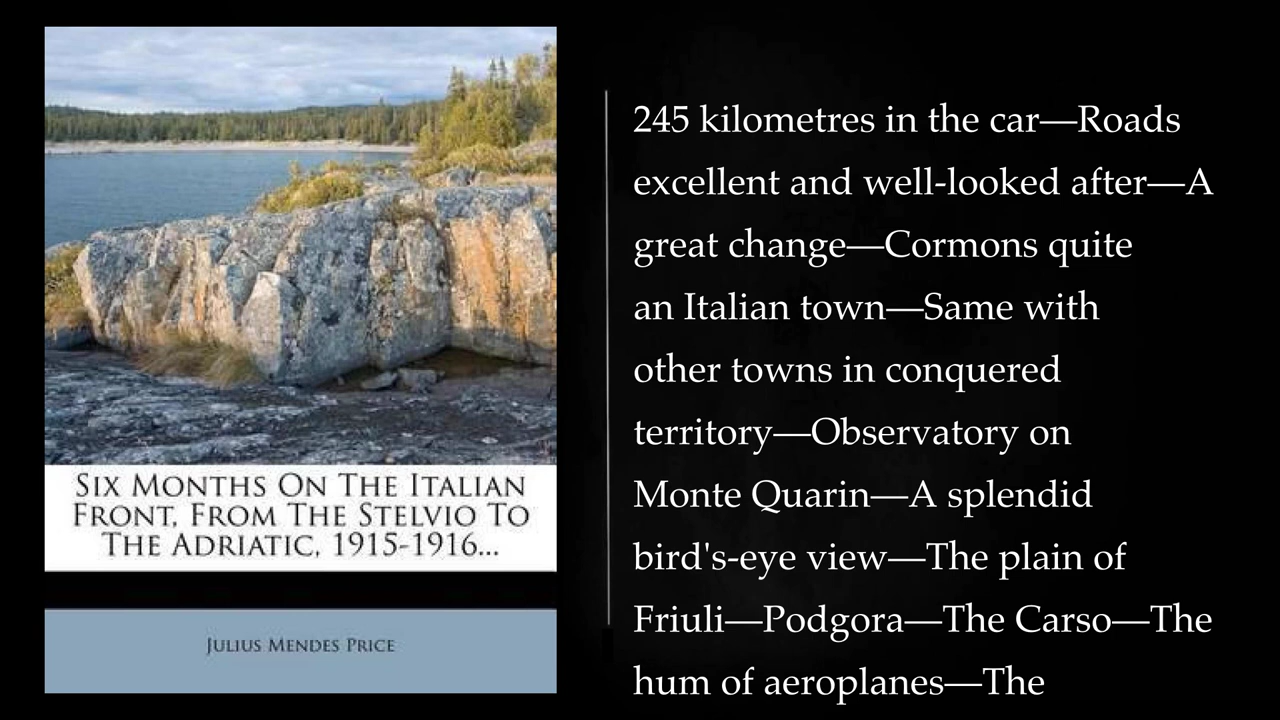 Six Months On The Italian
Front, From The Stelvio To
The Adriatic, 1915-1916...
Julius Mendes Price
245 kilometres in the car—Roads
excellent and well-looked after—A
great change—Cormons quite
an Italian town—Same with
other towns in conquered
territory—Observatory on
Monte Quarin—A splendid
bird's-eye view—The plain of
Friuli—Podgora—The Carso—The
hum of aeroplanes—The